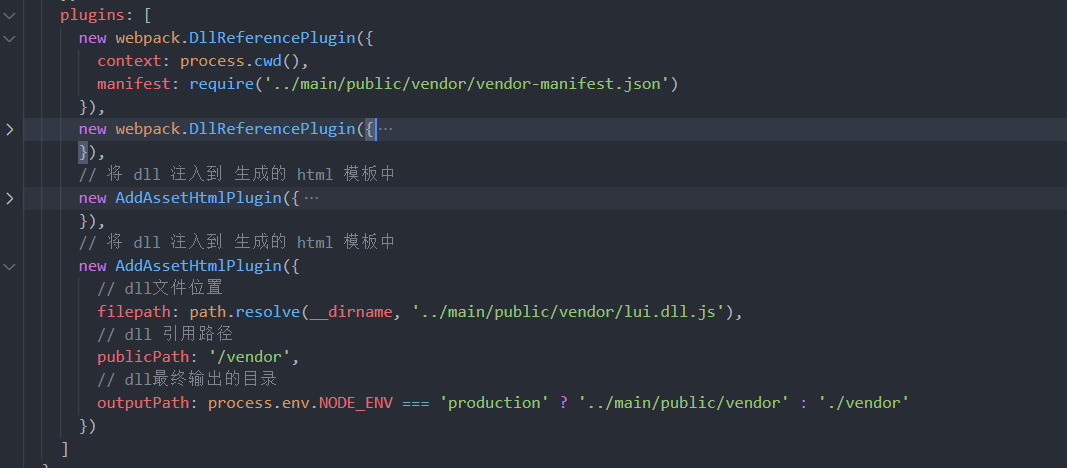 plugins: [
new webpack.DllReferencePlugin({
context: process.cwd(),
manifest: require('../main/public/vendor/vendor-manifest.json')
}),
new webpack.DllReferencePlugin({ ···
}),
// 将 dll 注入到 生成的 html 模板中
new AddAssetHtmlPlugin({ ···
}),
// 将 dll 注入到 生成的 html 模板中
new AddAssetHtmlPlugin({
// dll文件位置
filepath: path.resolve(__dirname, '../main/public/vendor/lui.dll.js'),
// dll 引用路径
publicPath: '/vendor',
// dll最终输出的目录
outputPath: process.env.NODE_ENV === 'production' ? '../main/public/vendor' : './vendor'
})
]